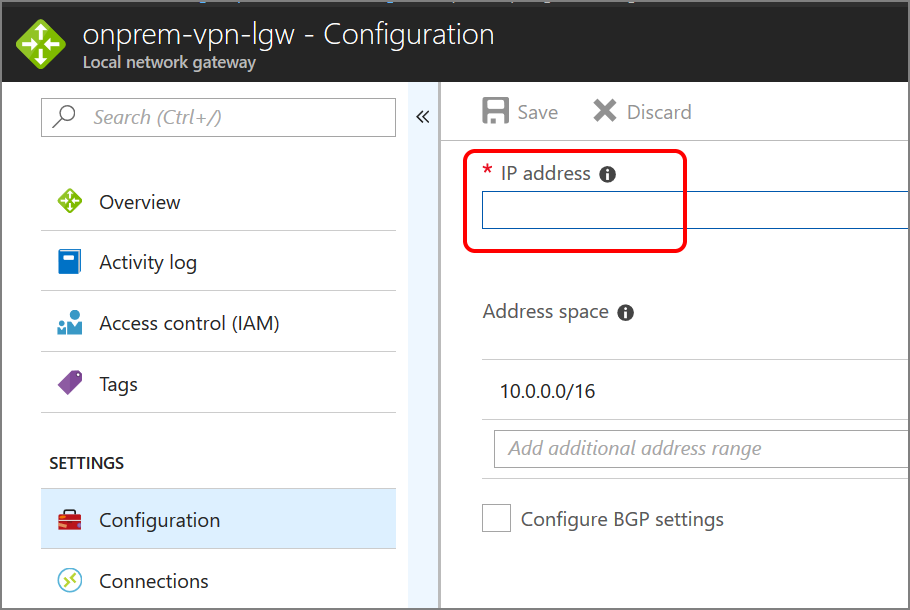 onprem-vpn-lgw - Configuration
Local network gateway
Search (Ctrl+/)
«
Overview
Activity log
Access control (IAM)
Tags
SETTINGS
Configuration
Connections
Save Discard
* IP address
Address space
10.0.0.0/16
Add additional address range
Configure BGP settings